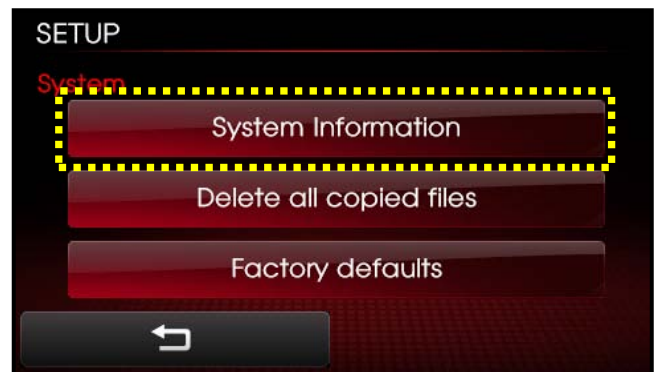 SETUP
System
System Information
Delete all copied files
Factory defaults